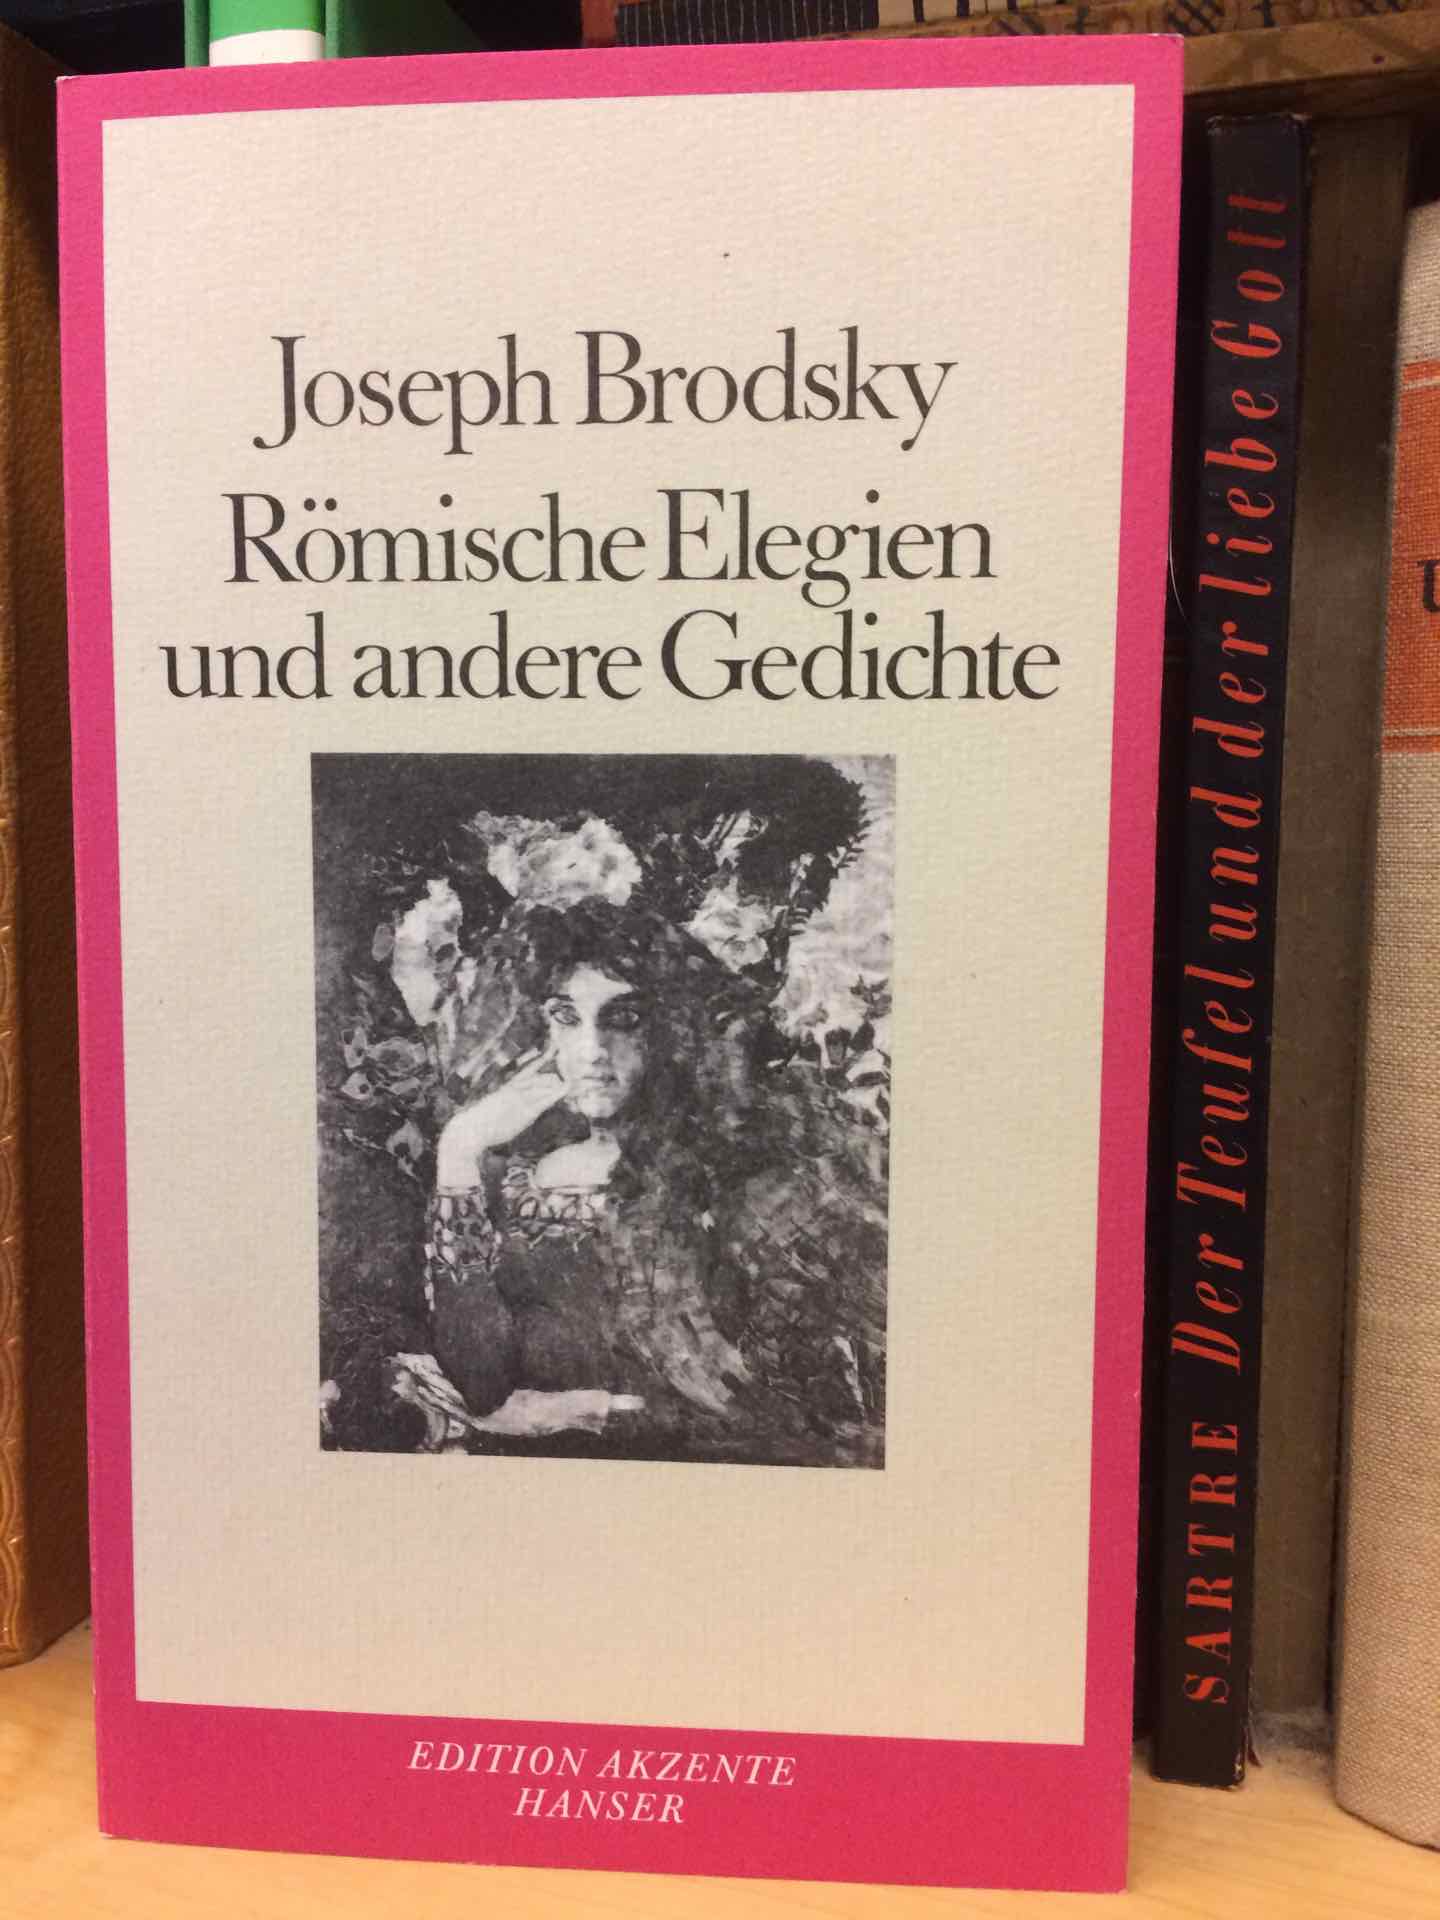 Joseph Brodsky
Römische Elegien
und andere Gedichte
EDITION AKZENTE
HANSER
SARTRE Der Teufel und der liebe Gott